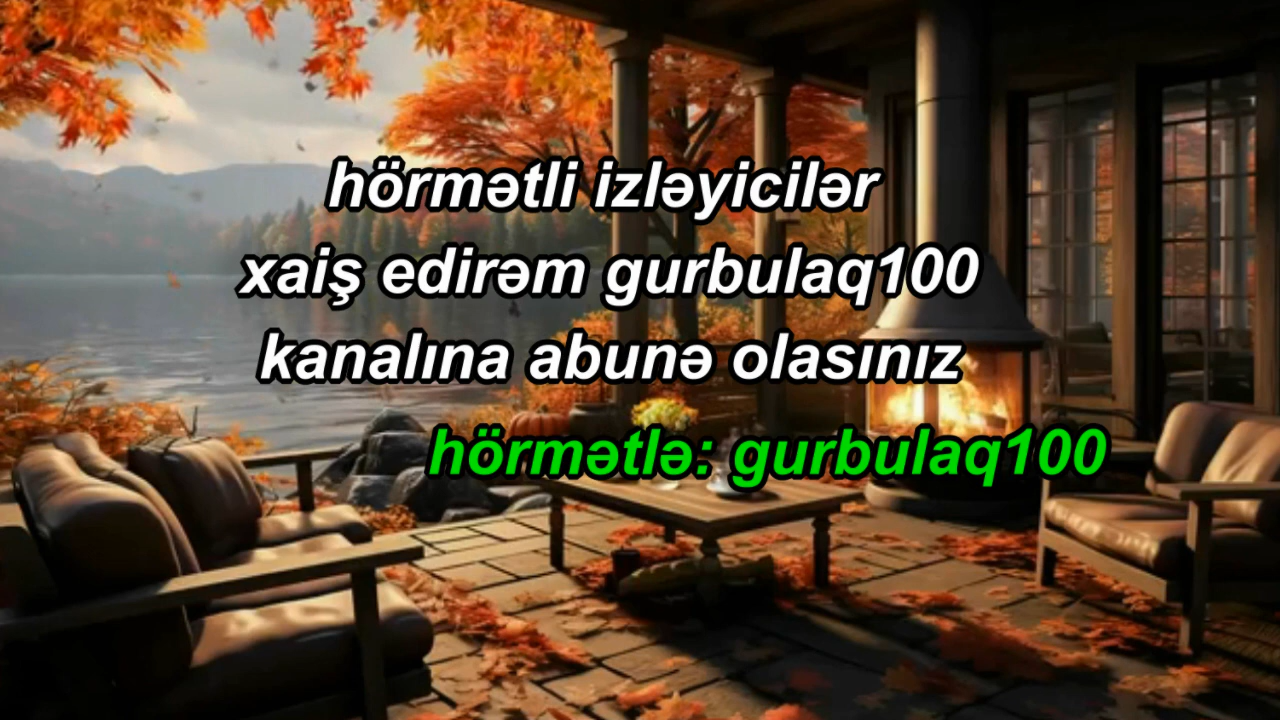 hörmətli izləyicilər
xaiş edirəm gurbulaq100
kanalına abunə olasınız
hörmətlə: gurbulaq100